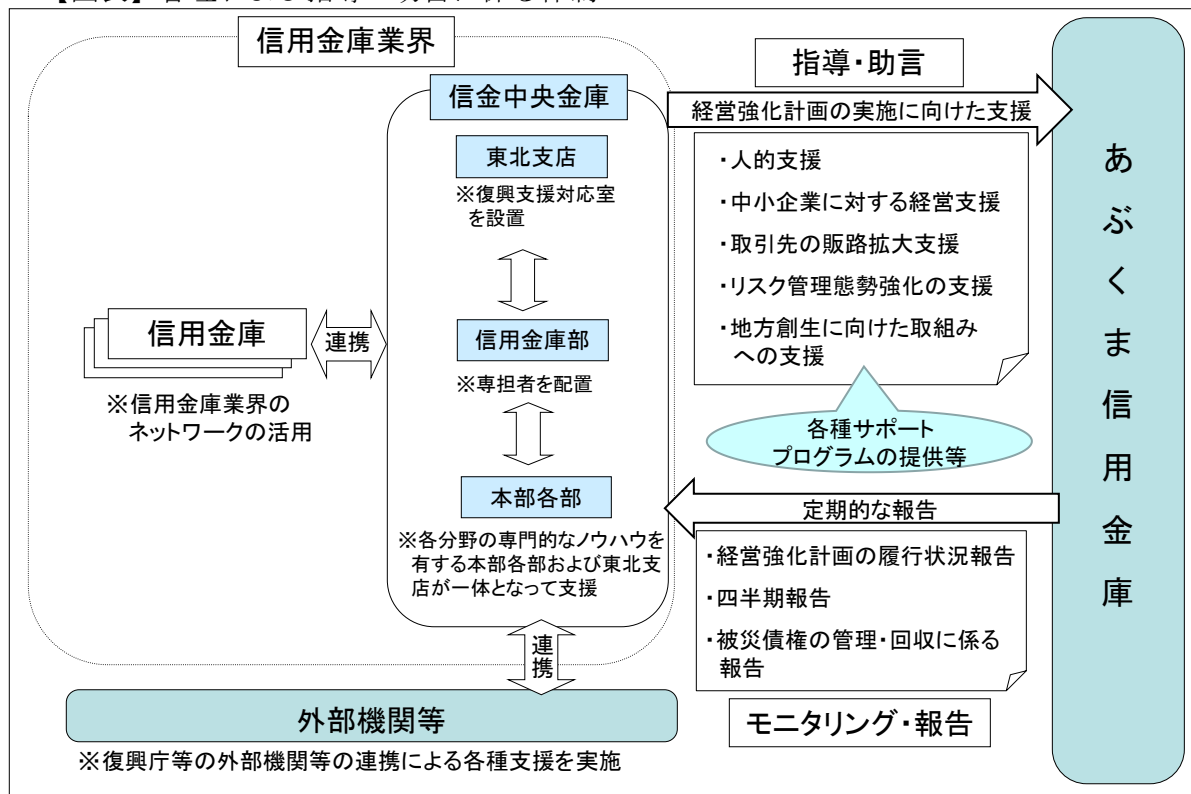 信用金庫業界
信金中央金庫
東北支店
※復興支援対応室
を設置
信用金庫部
※専担者を配置
本部各部
※各分野の専門的なノウハウを
有する本部各部および東北支
店が一体となって支援
信用金庫
連携
※信用金庫業界の
ネットワークの活用
連
携
外部機関等
※復興庁等の外部機関等の連携による各種支援を実施
指導・助言
経営強化計画の実施に向けた支援
・人的支援
・中小企業に対する経営支援
・取引先の販路拡大支援
・リスク管理態勢強化の支援
・地方創生に向けた取組み
への支援
各種サポート
プログラムの提供等
定期的な報告
・経営強化計画の履行状況報告
・四半期報告
・被災債権の管理・回収に係る
報告
モニタリング・報告
あぶくま信用金庫